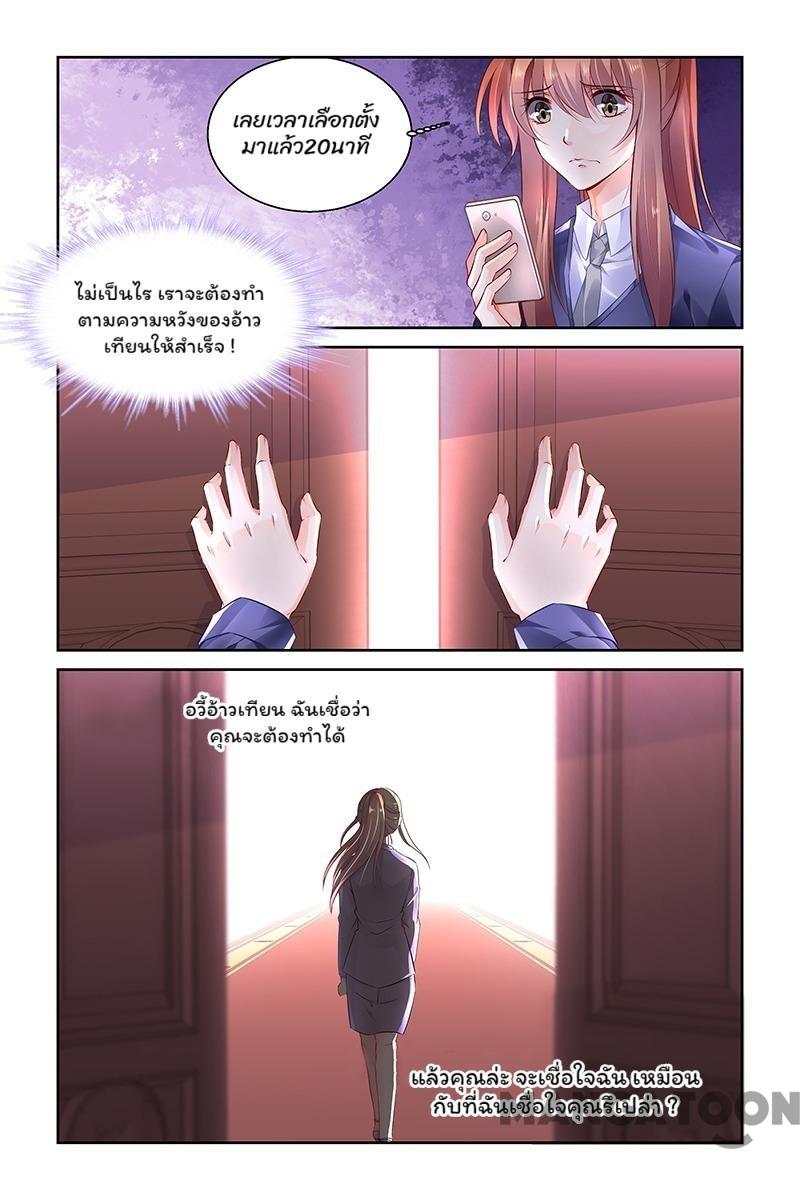 เลยเวลาเลือกตั้ง
มาแล้ว20นาที
ไม่เป็นไร เราจะต้องทำ
ตามความหวังของอ้าว
เทียนให้สำเร็จ !
อวี้อ้าวเทียน ฉันเชื่อว่า
คุณจะต้องทำได้
แล้วคุณล่ะ จะเชื่อใจฉัน เหมือน
กับที่ฉันเชื่อใจคุณรึเปล่า ?
MANGATOON